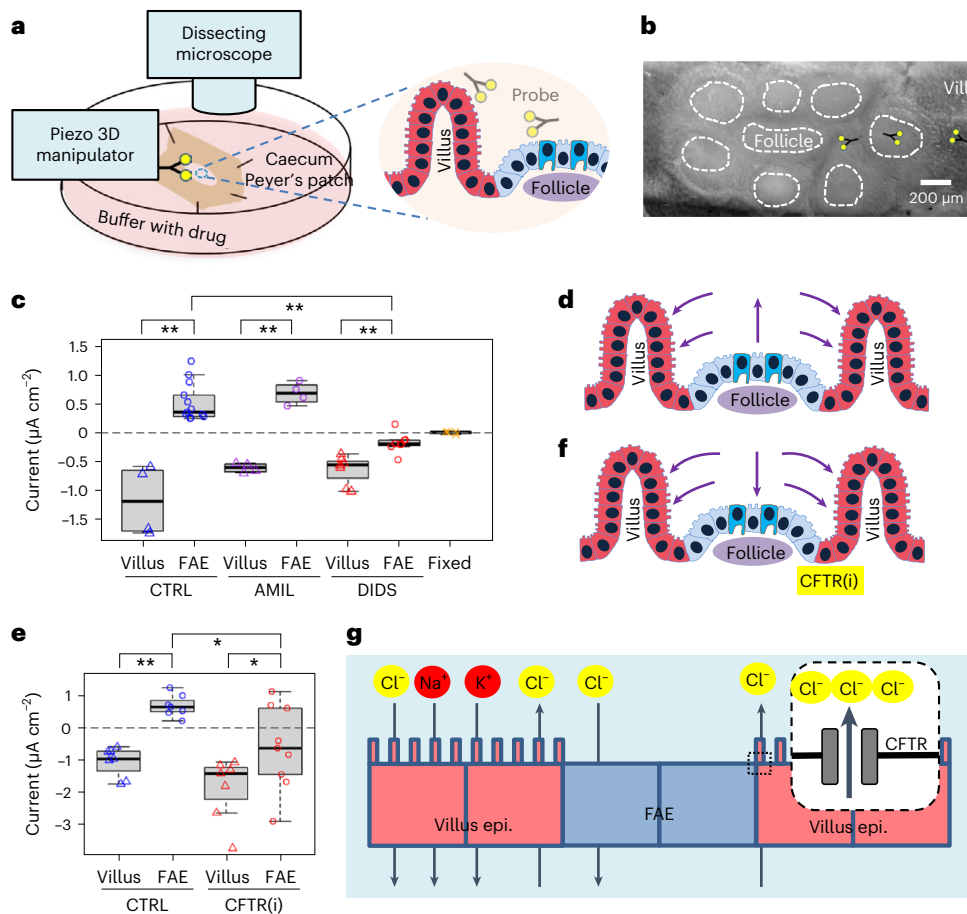 a
Dissecting
microscope
Piezo 3D
manipulator
Caecum
Peyer's patch
Buffer with drug
Probe
Villus
Follicle
b
Vill
Follicle
200 µm
c
**
**
**
**
Current (µA cm⁻²)
1.5
1.0
0.5
0
−0.5
−1.0
−1.5
Villus FAE Villus FAE Villus FAE Fixed
CTRL AMIL DIDS
d
Villus
Follicle
Villus
f
Villus
Follicle
Villus
CFTR(i)
e
*
**
*
Current (µA cm⁻²)
1
0
−1
−2
−3
Villus FAE Villus FAE
CTRL CFTR(i)
g
Cl⁻ Na⁺ K⁺ Cl⁻ Cl⁻ Cl⁻ Cl⁻ Cl⁻ Cl⁻
CFTR
Villus epi.
FAE
Villus epi.